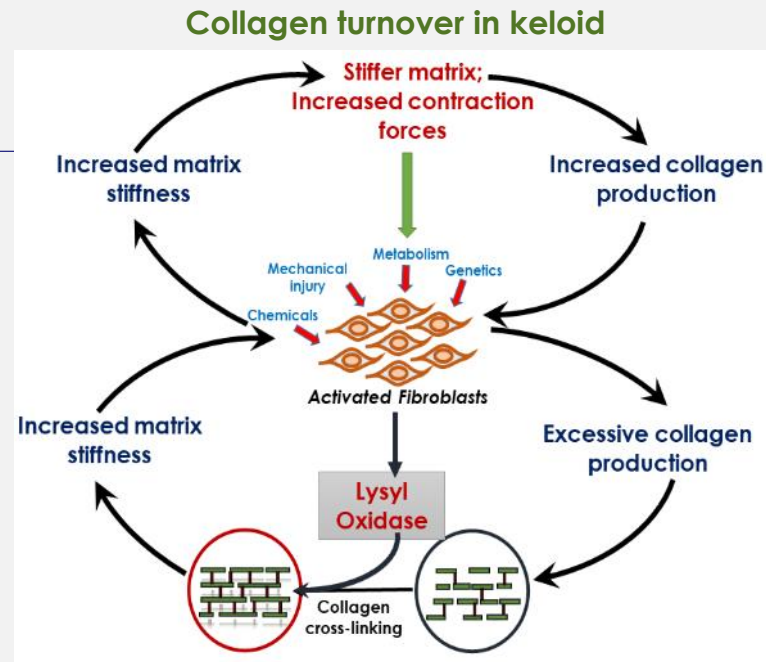 Collagen turnover in keloid
Stiffer matrix;
Increased contraction
forces
Increased matrix
stiffness
Increased collagen
production
Metabolism
Mechanical
injury
Genetics
Chemicals
Activated Fibroblasts
Increased matrix
stiffness
Excessive collagen
production
Lysyl
Oxidase
Collagen
cross-linking